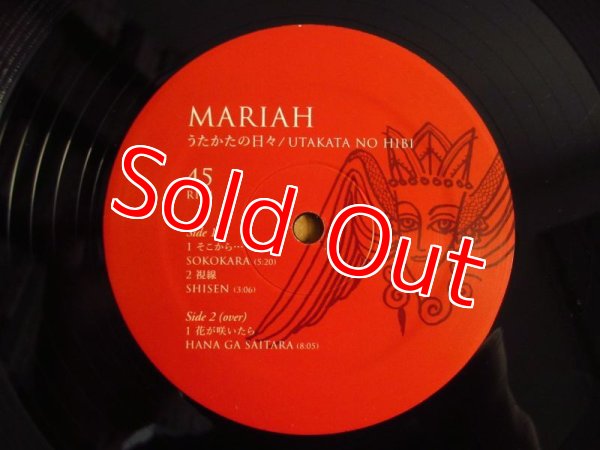 MARIAH
うたかたの日々/UTAKATA NO HIBI
45
Side 1
1 そこから…
SOKOKARA (5:20)
2 視線
SHISEN (3:06)
Side 2 (over)
1 花が咲いたら
HANA GA SAITARA (8:05)
Sold Out